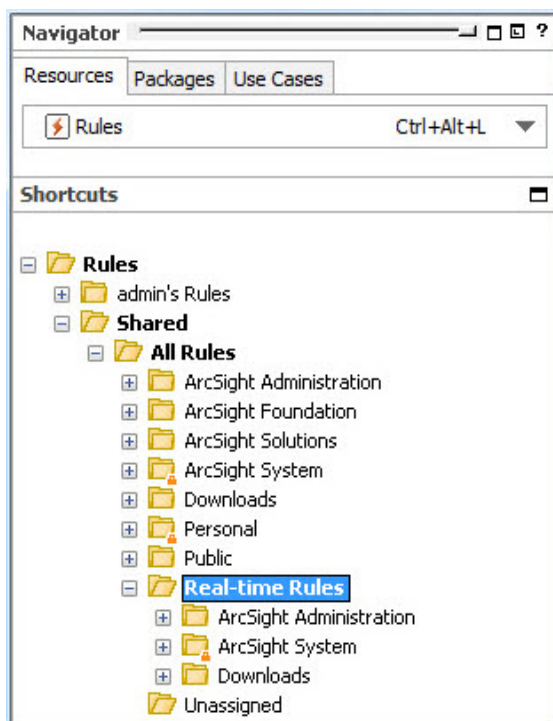 Navigator ?
Resources Packages Use Cases
Rules Ctrl+Alt+L
Shortcuts
Rules
admin's Rules
Shared
All Rules
ArcSight Administration
ArcSight Foundation
ArcSight Solutions
ArcSight System
Downloads
Personal
Public
Real-time Rules
ArcSight Administration
ArcSight System
Downloads
Unassigned